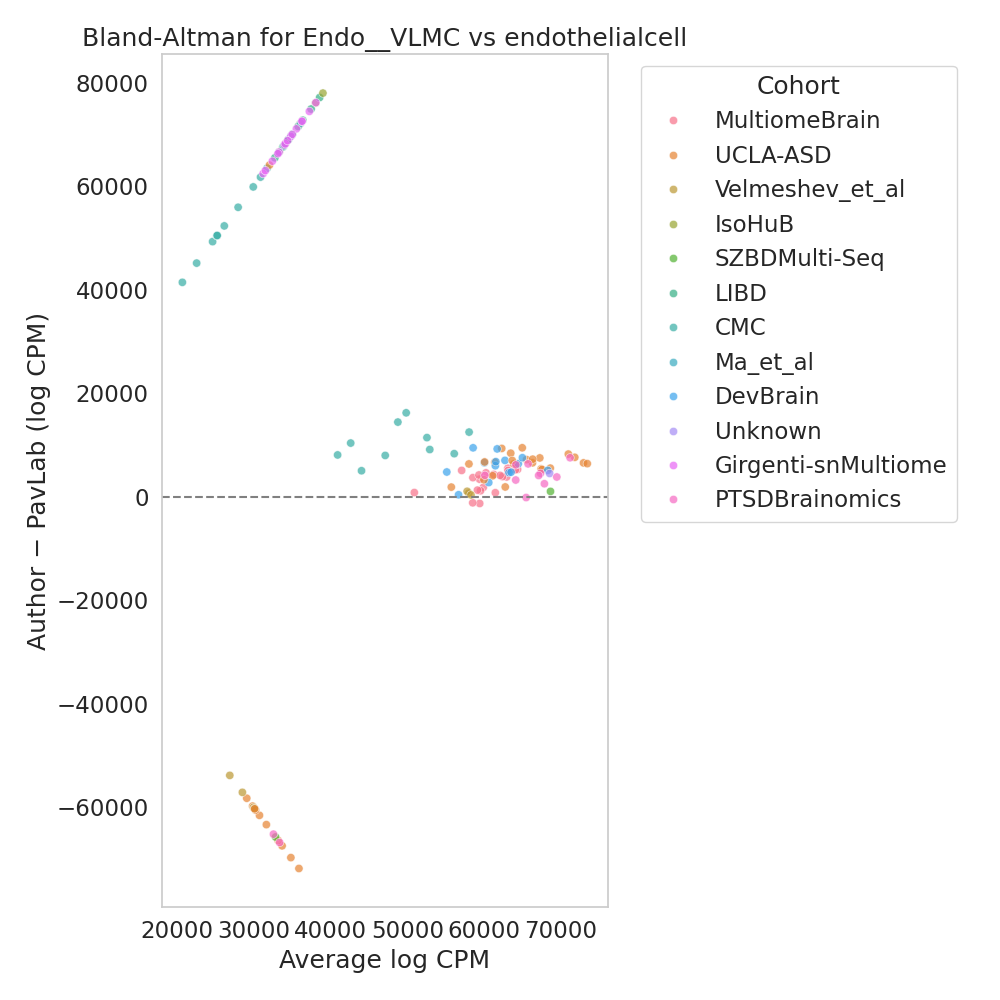 Bland-Altman for Endo__VLMC vs endothelialcell
80000
60000
40000
20000
0
−20000
−40000
−60000
Author − PavLab (log CPM)
20000 30000 40000 50000 60000 70000
Average log CPM
Cohort
MultiomeBrain
UCLA-ASD
Velmeshev_et_al
IsoHuB
SZBDMulti-Seq
LIBD
CMC
Ma_et_al
DevBrain
Unknown
Girgenti-snMultiome
PTSDBrainomics